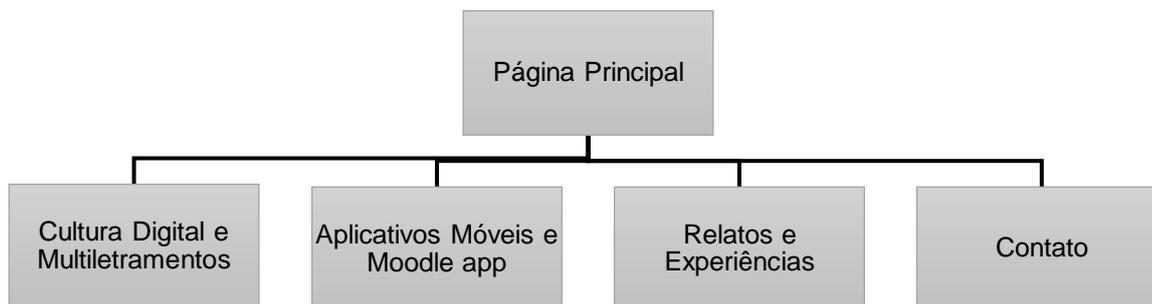 Página Principal
Cultura Digital e
Multiletramentos
Aplicativos Móveis e
Moodle app
Relatos e
Experiências
Contato